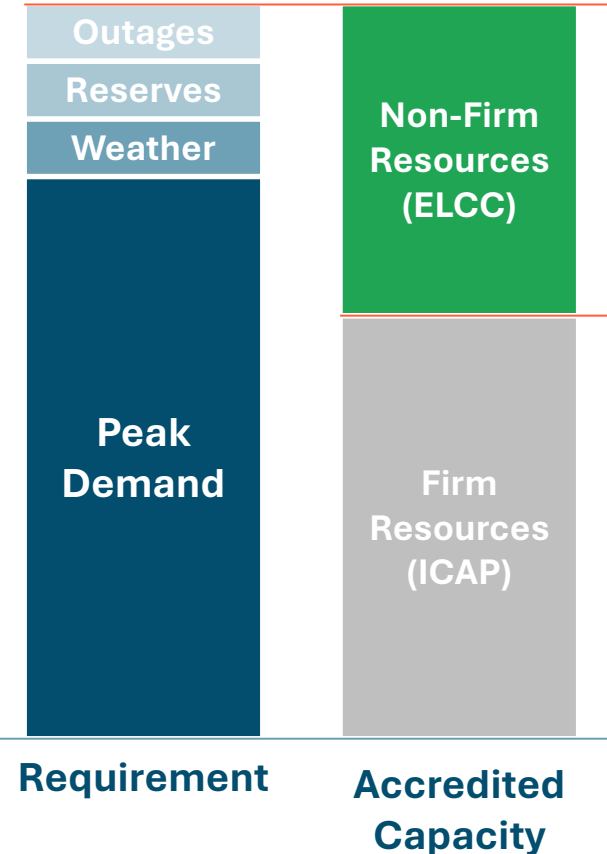 Outages
Reserves
Weather
Peak
Demand
Non-Firm
Resources
(ELCC)
Firm
Resources
(ICAP)
Requirement
Accredited
Capacity